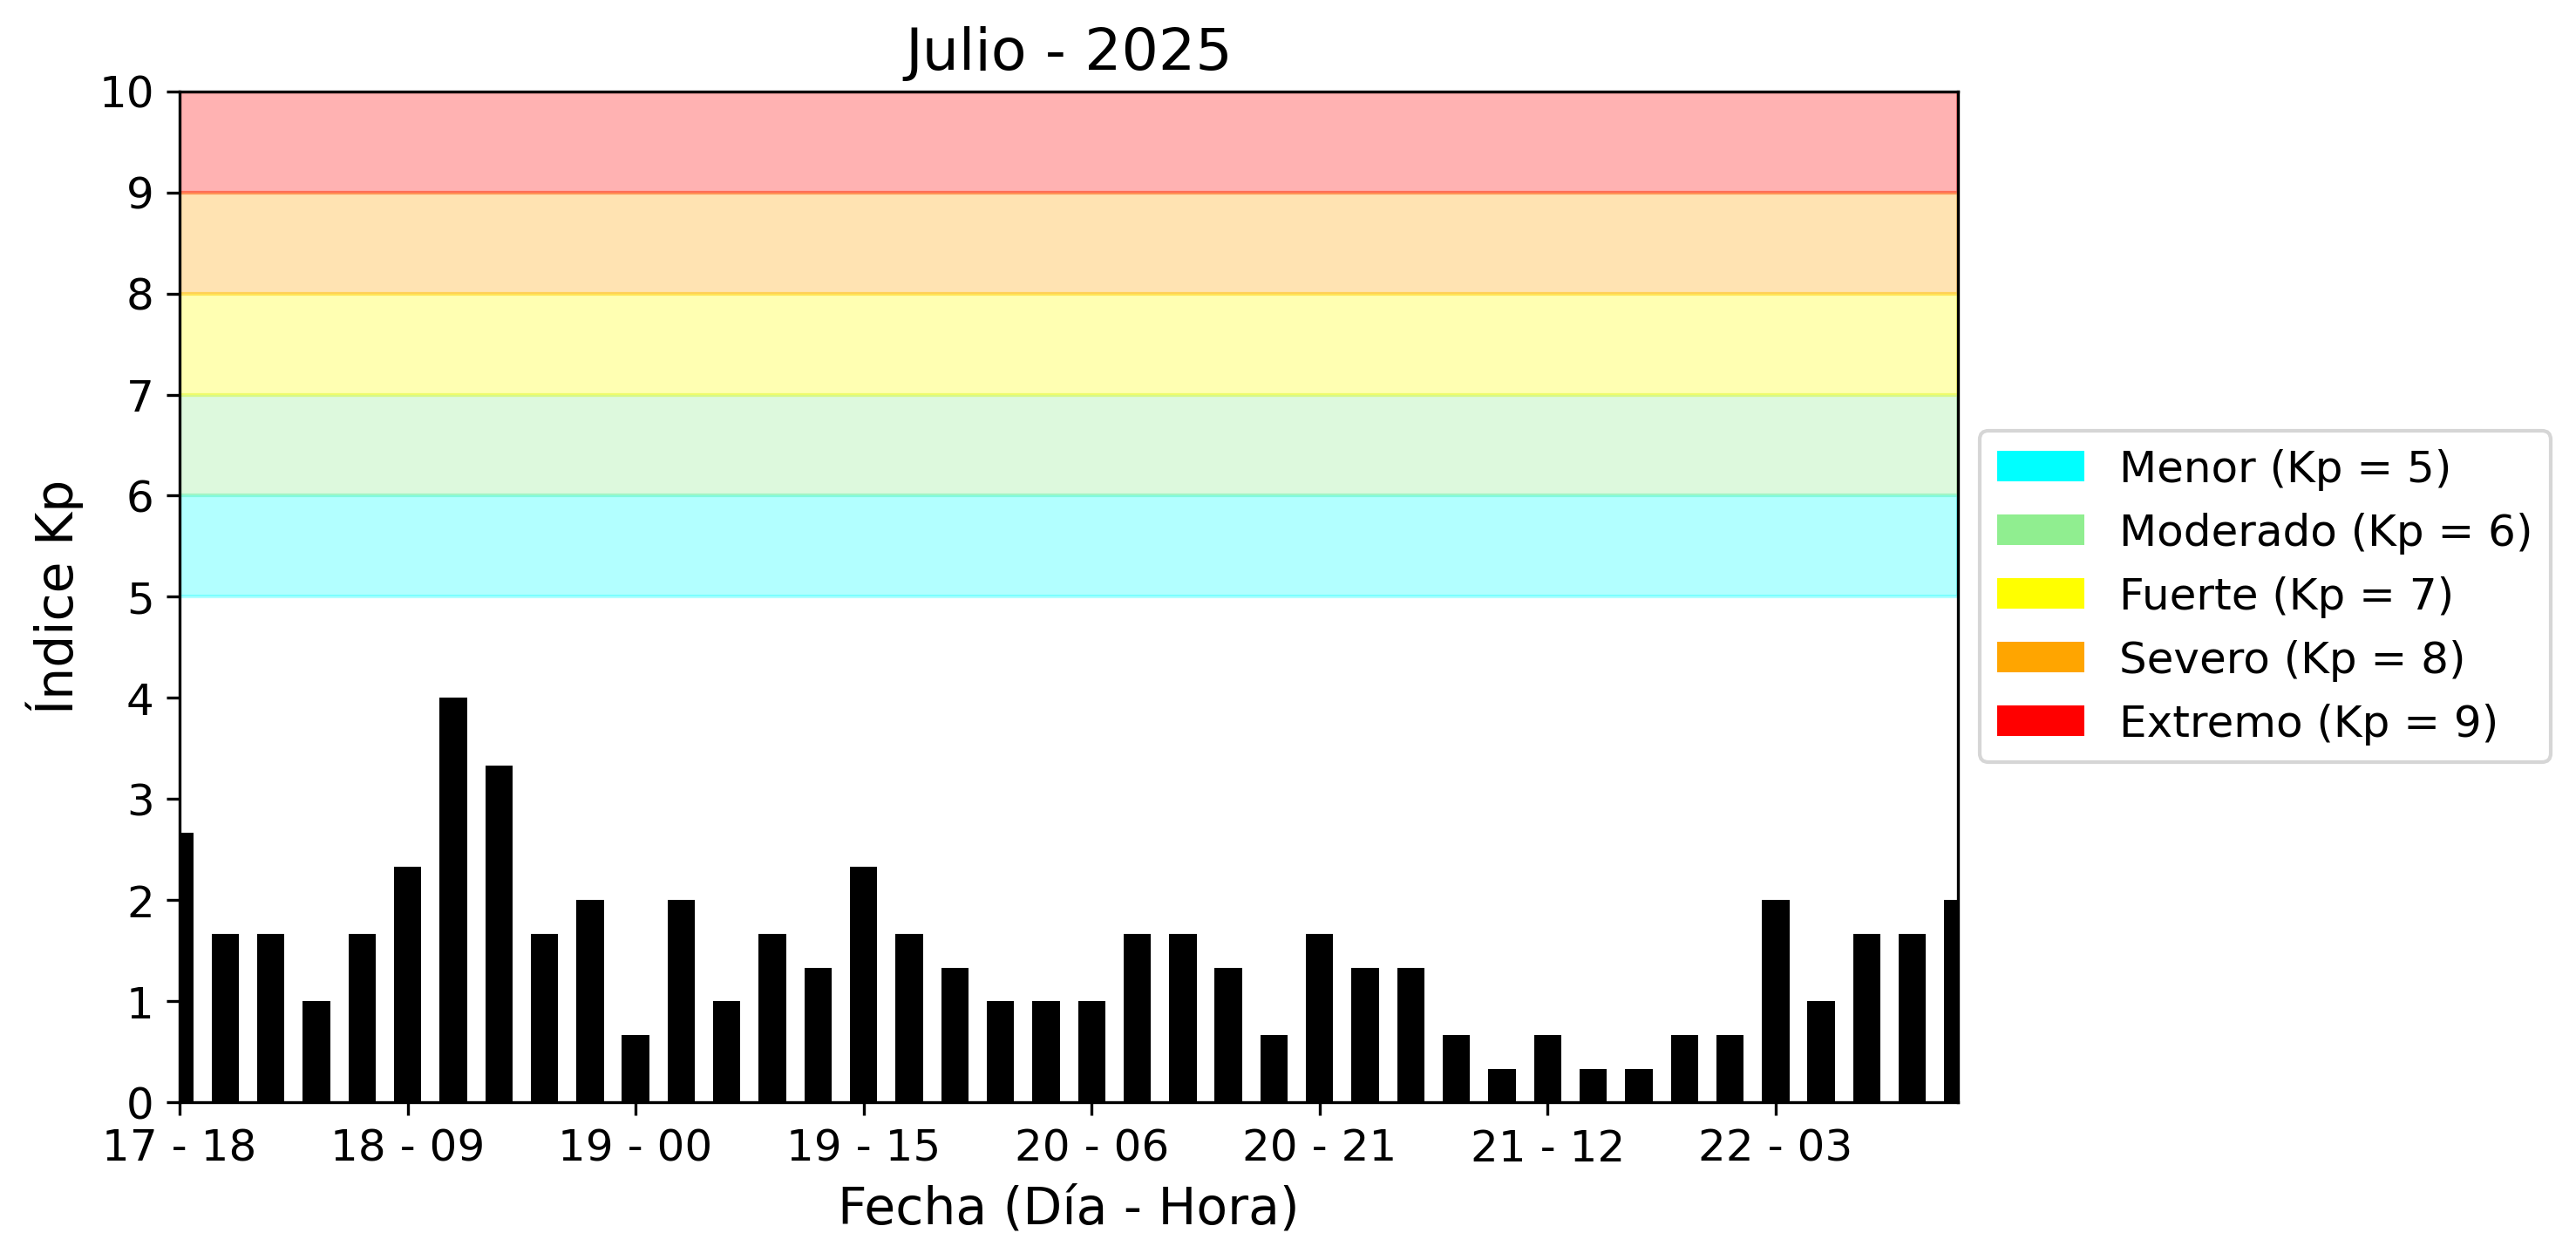 Julio - 2025
10
9
8
7
6
5
4
3
2
1
0
Índice Kp
17 - 18
18 - 09
19 - 00
19 - 15
20 - 06
20 - 21
21 - 12
22 - 03
Fecha (Día - Hora)
Menor (Kp = 5)
Moderado (Kp = 6)
Fuerte (Kp = 7)
Severo (Kp = 8)
Extremo (Kp = 9)